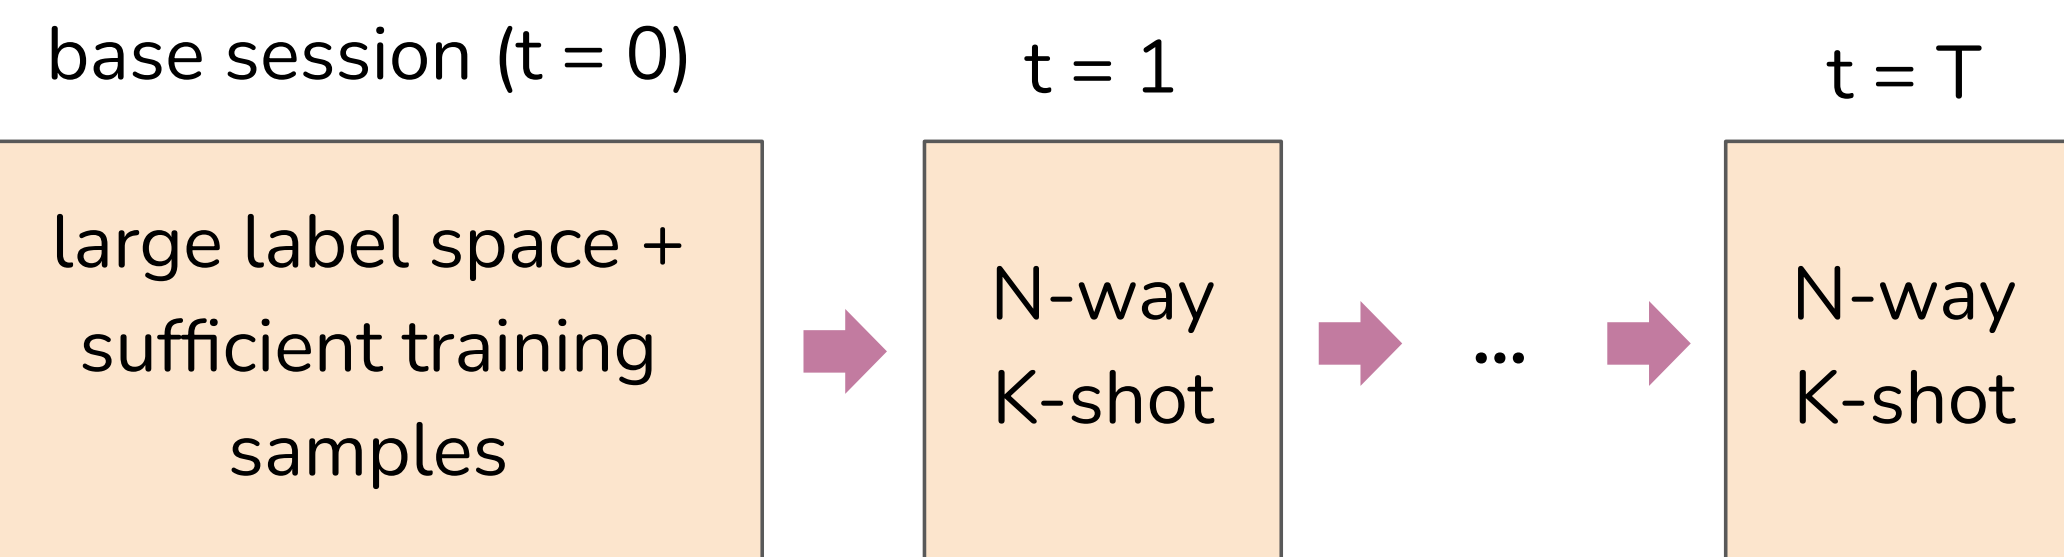 base session (t = 0)
large label space +
sufficient training
samples
t = 1
N-way
K-shot
...
t = T
N-way
K-shot